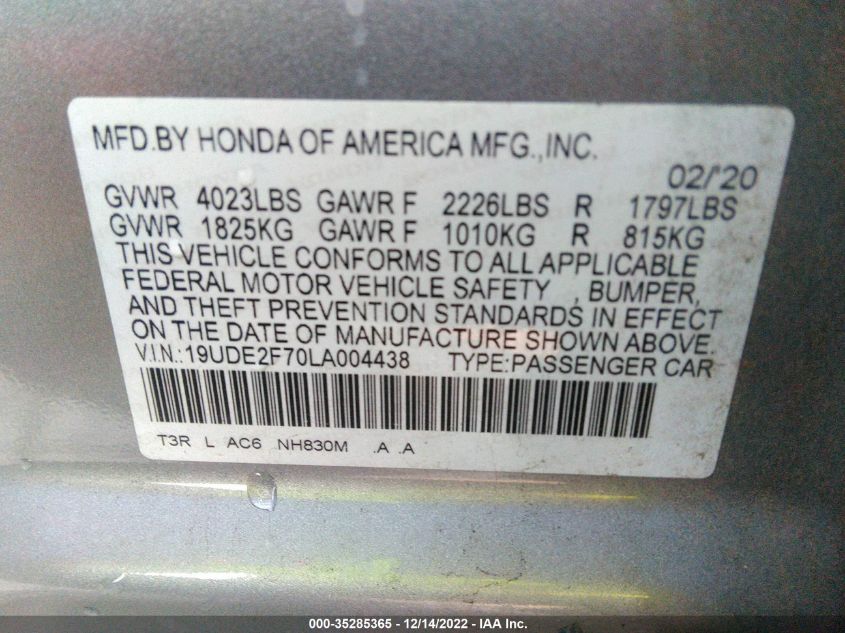 MFD.BY HONDA OF AMERICA MFG.,INC.
02/'20
GVWR 4023LBS GAWR F 2226LBS R 1797LBS
GVWR 1825KG GAWR F 1010KG R 815KG
THIS VEHICLE CONFORMS TO ALL APPLICABLE
FEDERAL MOTOR VEHICLE SAFETY , BUMPER,
AND THEFT PREVENTION STANDARDS IN EFFECT
ON THE DATE OF MANUFACTURE SHOWN ABOVE.
V.I.N.:19UDE2F70LA004438 TYPE:PASSENGER CAR
T3R L AC6 NH830M .A .A
000-35285365 - 12/14/2022 - IAA Inc.